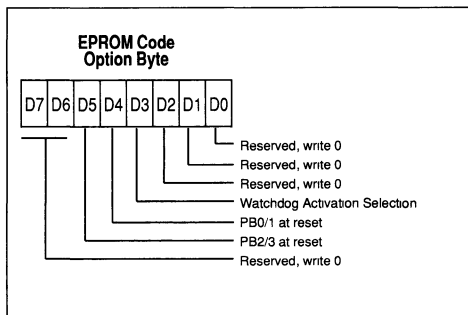 EPROM Code
Option Byte
D7 D6 D5 D4 D3 D2 D1 D0
Reserved, write 0
Reserved, write 0
Reserved, write 0
Watchdog Activation Selection
PB0/1 at reset
PB2/3 at reset
Reserved, write 0